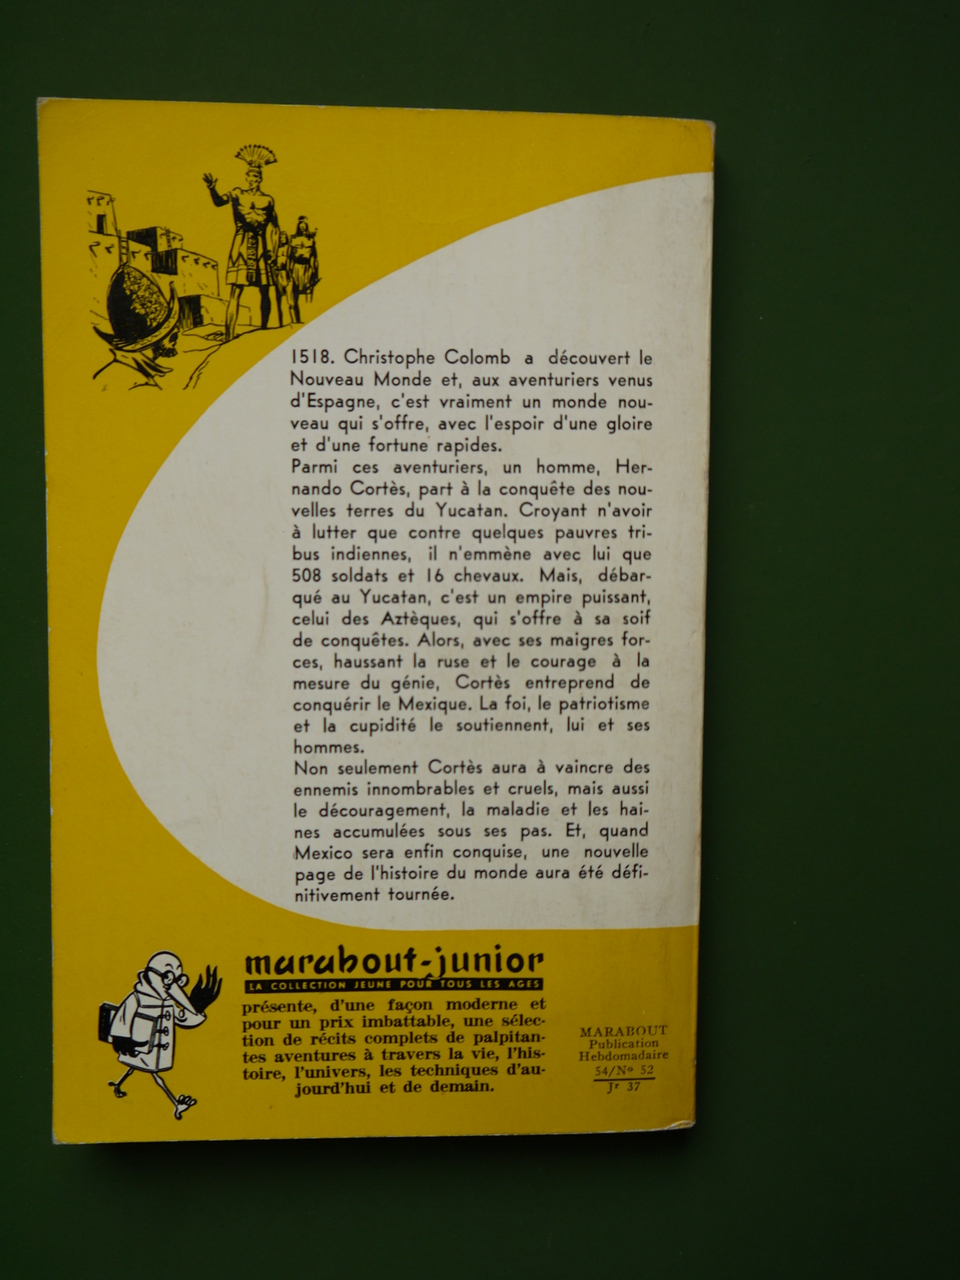 1518. Christophe Colomb a découvert le
Nouveau Monde et, aux aventuriers venus
d'Espagne, c'est vraiment un monde nou-
veau qui s'offre, avec l'espoir d'une gloire
et d'une fortune rapides.
Parmi ces aventuriers, un homme, Her-
nando Cortès, part à la conquête des nou-
velles terres du Yucatan. Croyant n'avoir
à lutter que contre quelques pauvres tri-
bus indiennes, il n'emmène avec lui que
508 soldats et 16 chevaux. Mais, débar-
qué au Yucatan, c'est un empire puissant,
celui des Aztèques, qui s'offre à sa soif
de conquêtes. Alors, avec ses maigres for-
ces, haussant la ruse et le courage à la
mesure du génie, Cortès entreprend de
conquérir le Mexique. La foi, le patriotisme
et la cupidité le soutiennent, lui et ses
hommes.
Non seulement Cortès aura à vaincre des
ennemis innombrables et cruels, mais aussi
le découragement, la maladie et les hai-
nes accumulées sous ses pas. Et, quand
Mexico sera enfin conquise, une nouvelle
page de l'histoire du monde aura été défi-
nitivement tournée.
marabout-junior
LA COLLECTION JEUNE POUR TOUS LES AGES
présente, d'une façon moderne et
pour un prix imbattable, une sélec-
tion de récits complets de palpitan-
tes aventures à travers la vie, l'his-
toire, l'univers, les techniques d'au-
jourd'hui et de demain.
MARABOUT
Publication
Hebdomadaire
54/Nº 52
Jr 37